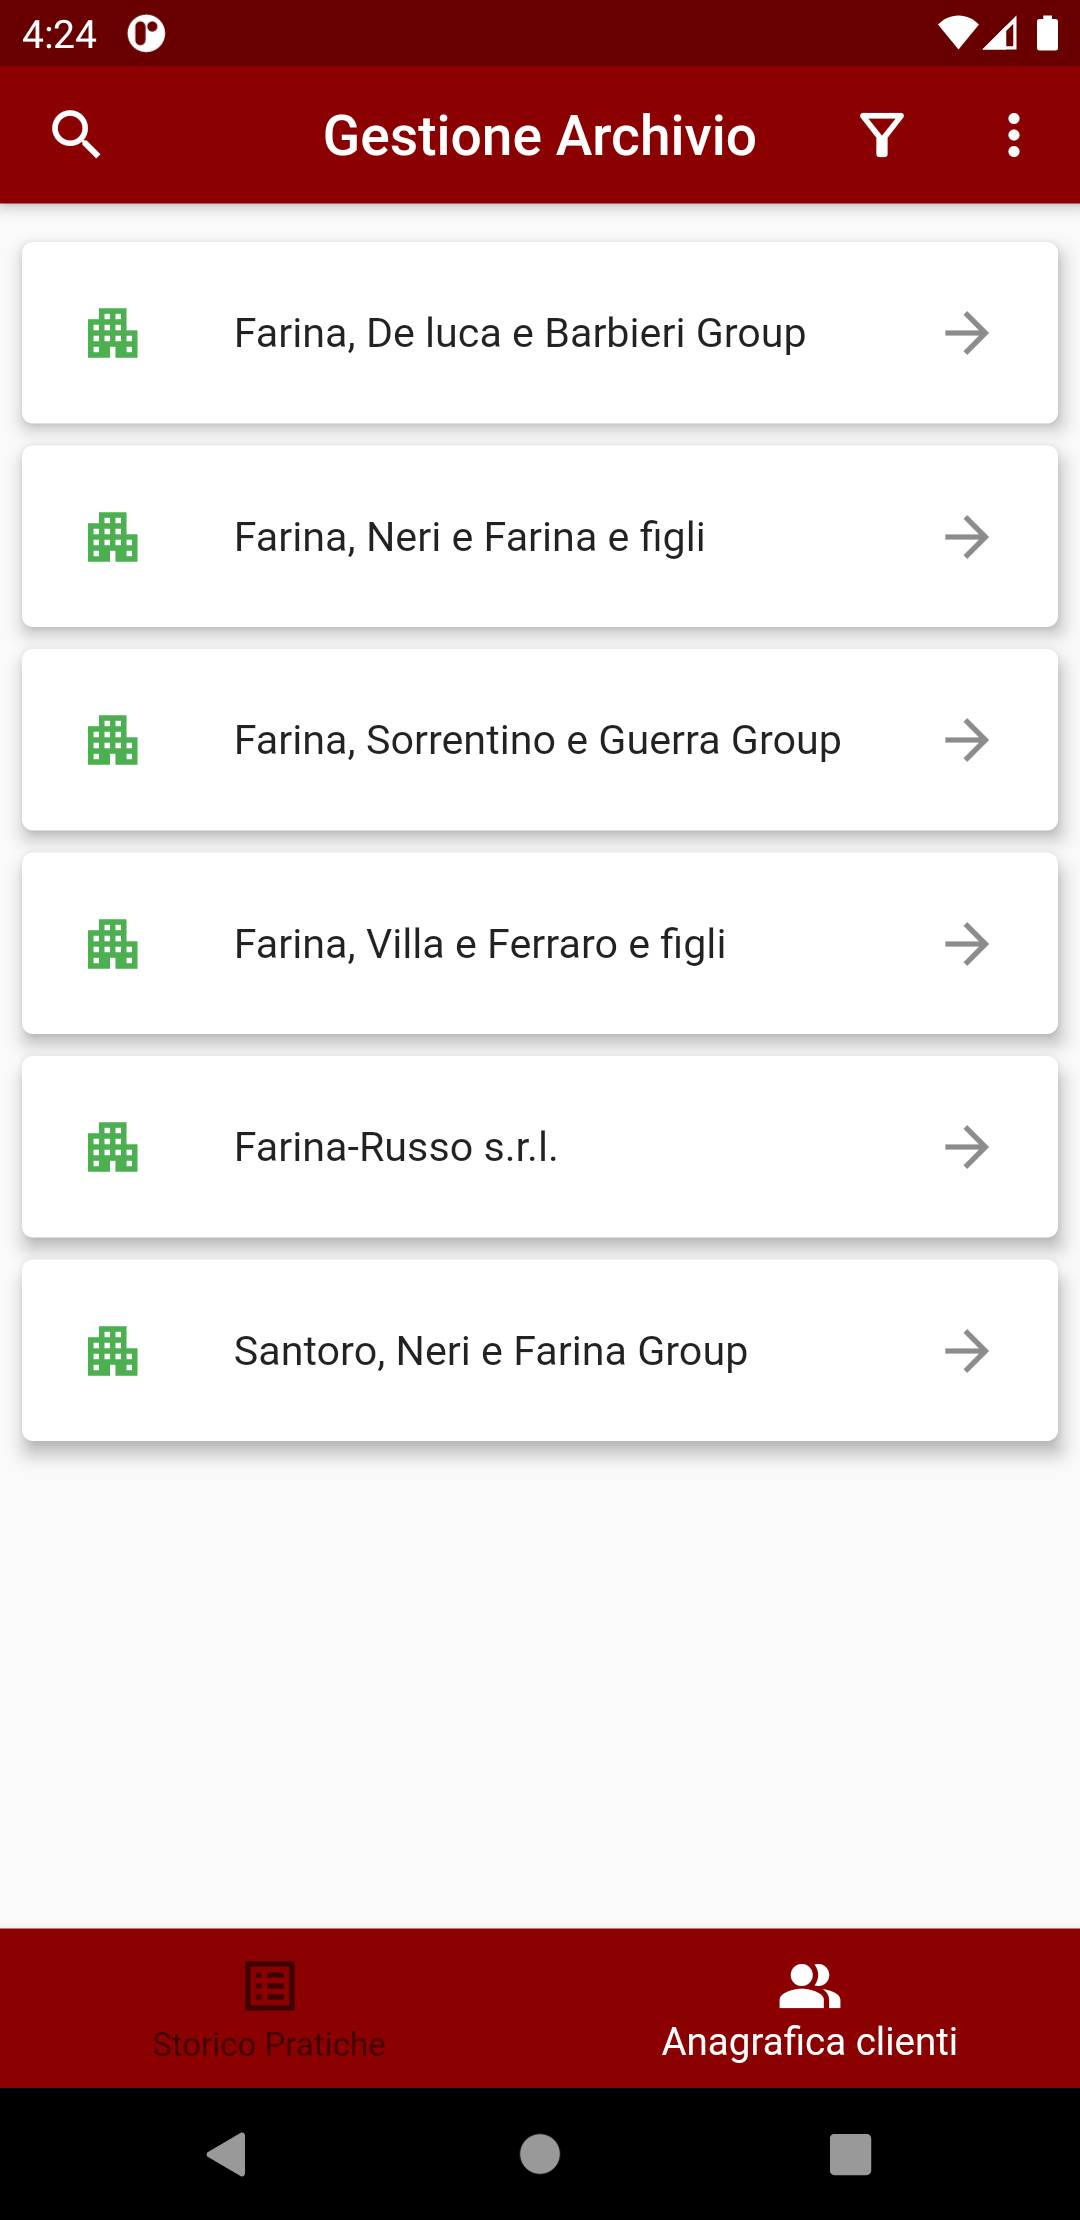 4:24
Gestione Archivio
Farina, De luca e Barbieri Group
Farina, Neri e Farina e figli
Farina, Sorrentino e Guerra Group
Farina, Villa e Ferraro e figli
Farina-Russo s.r.l.
Santoro, Neri e Farina Group
Storico Pratiche
Anagrafica clienti